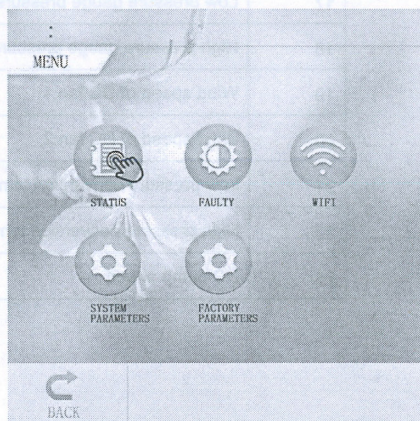 :
MENU
STATUS
FAULTY
WIFI
SYSTEM
PARAMETERS
FACTORY
PARAMETERS
BACK